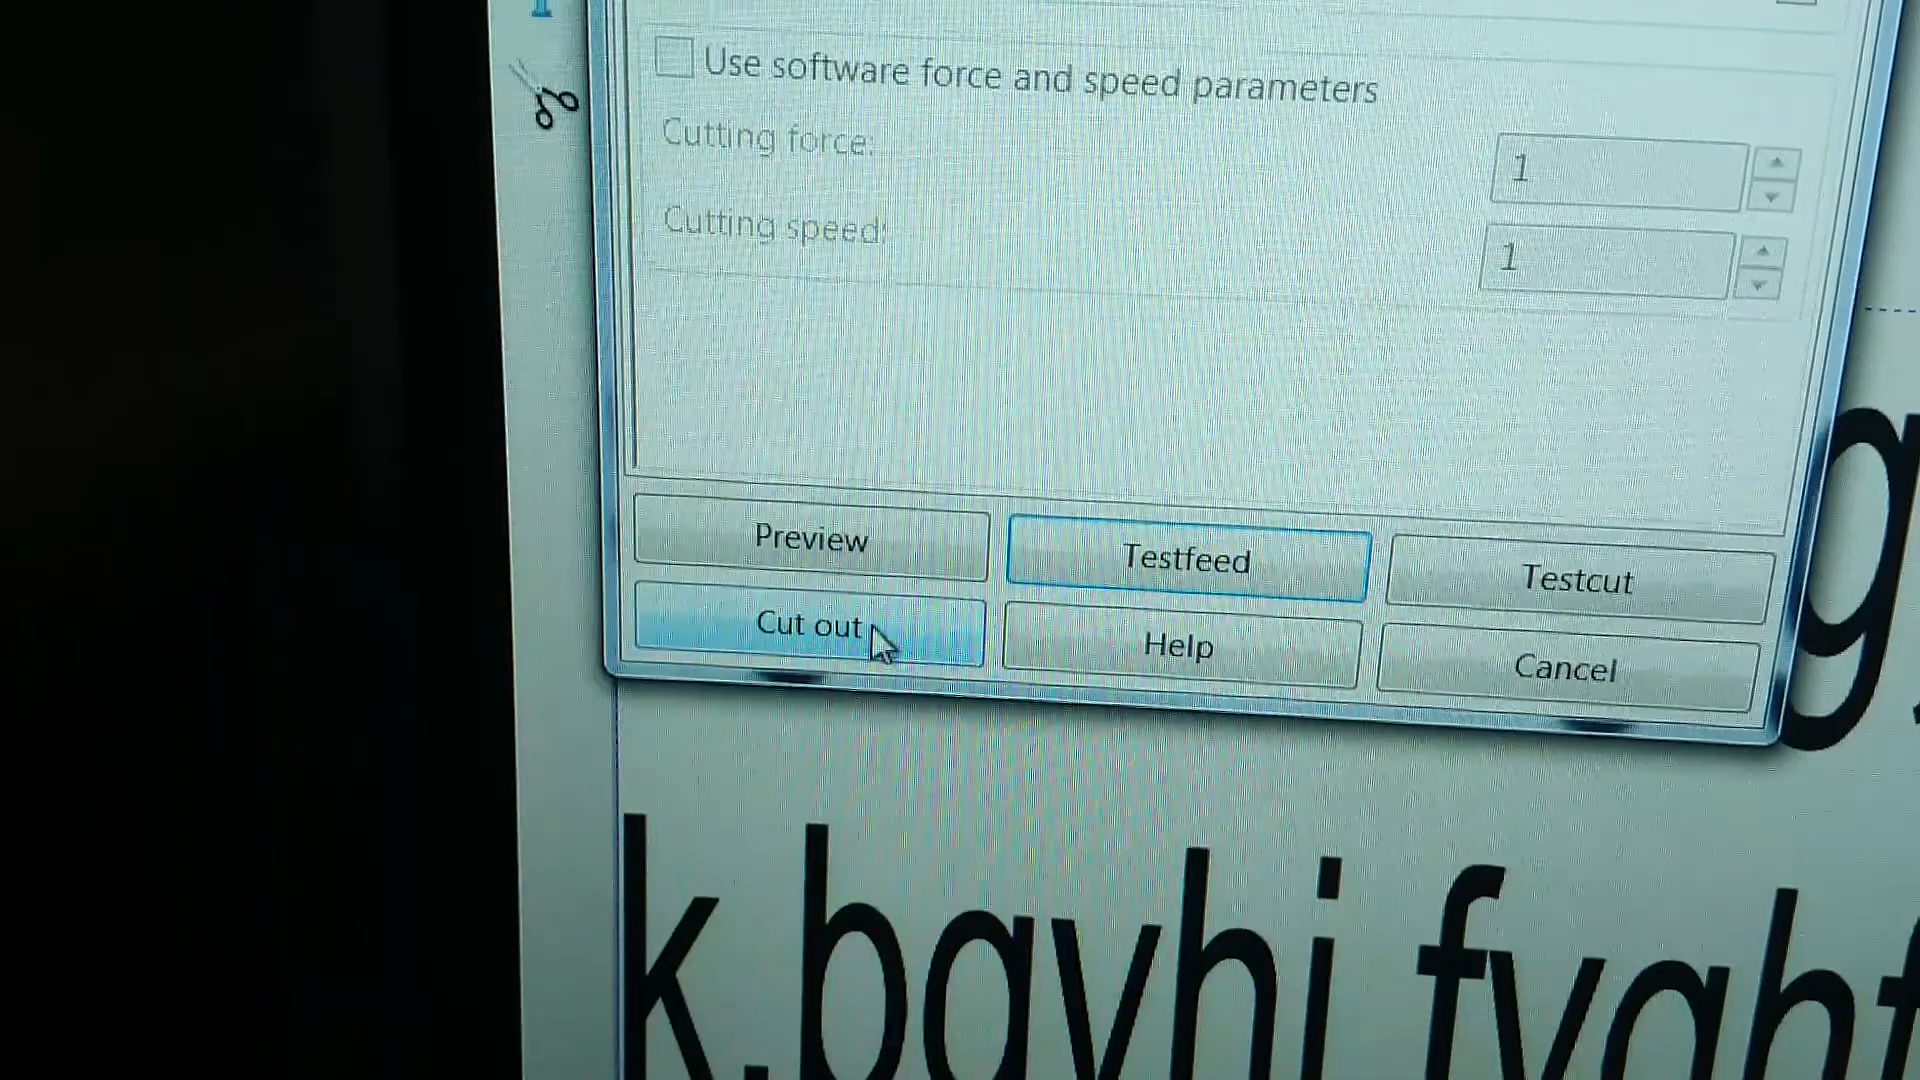 Use software force and speed parameters
Cutting force: 1
Cutting speed: 1
Preview Testfeed Testcut
Cut out Help Cancel
g